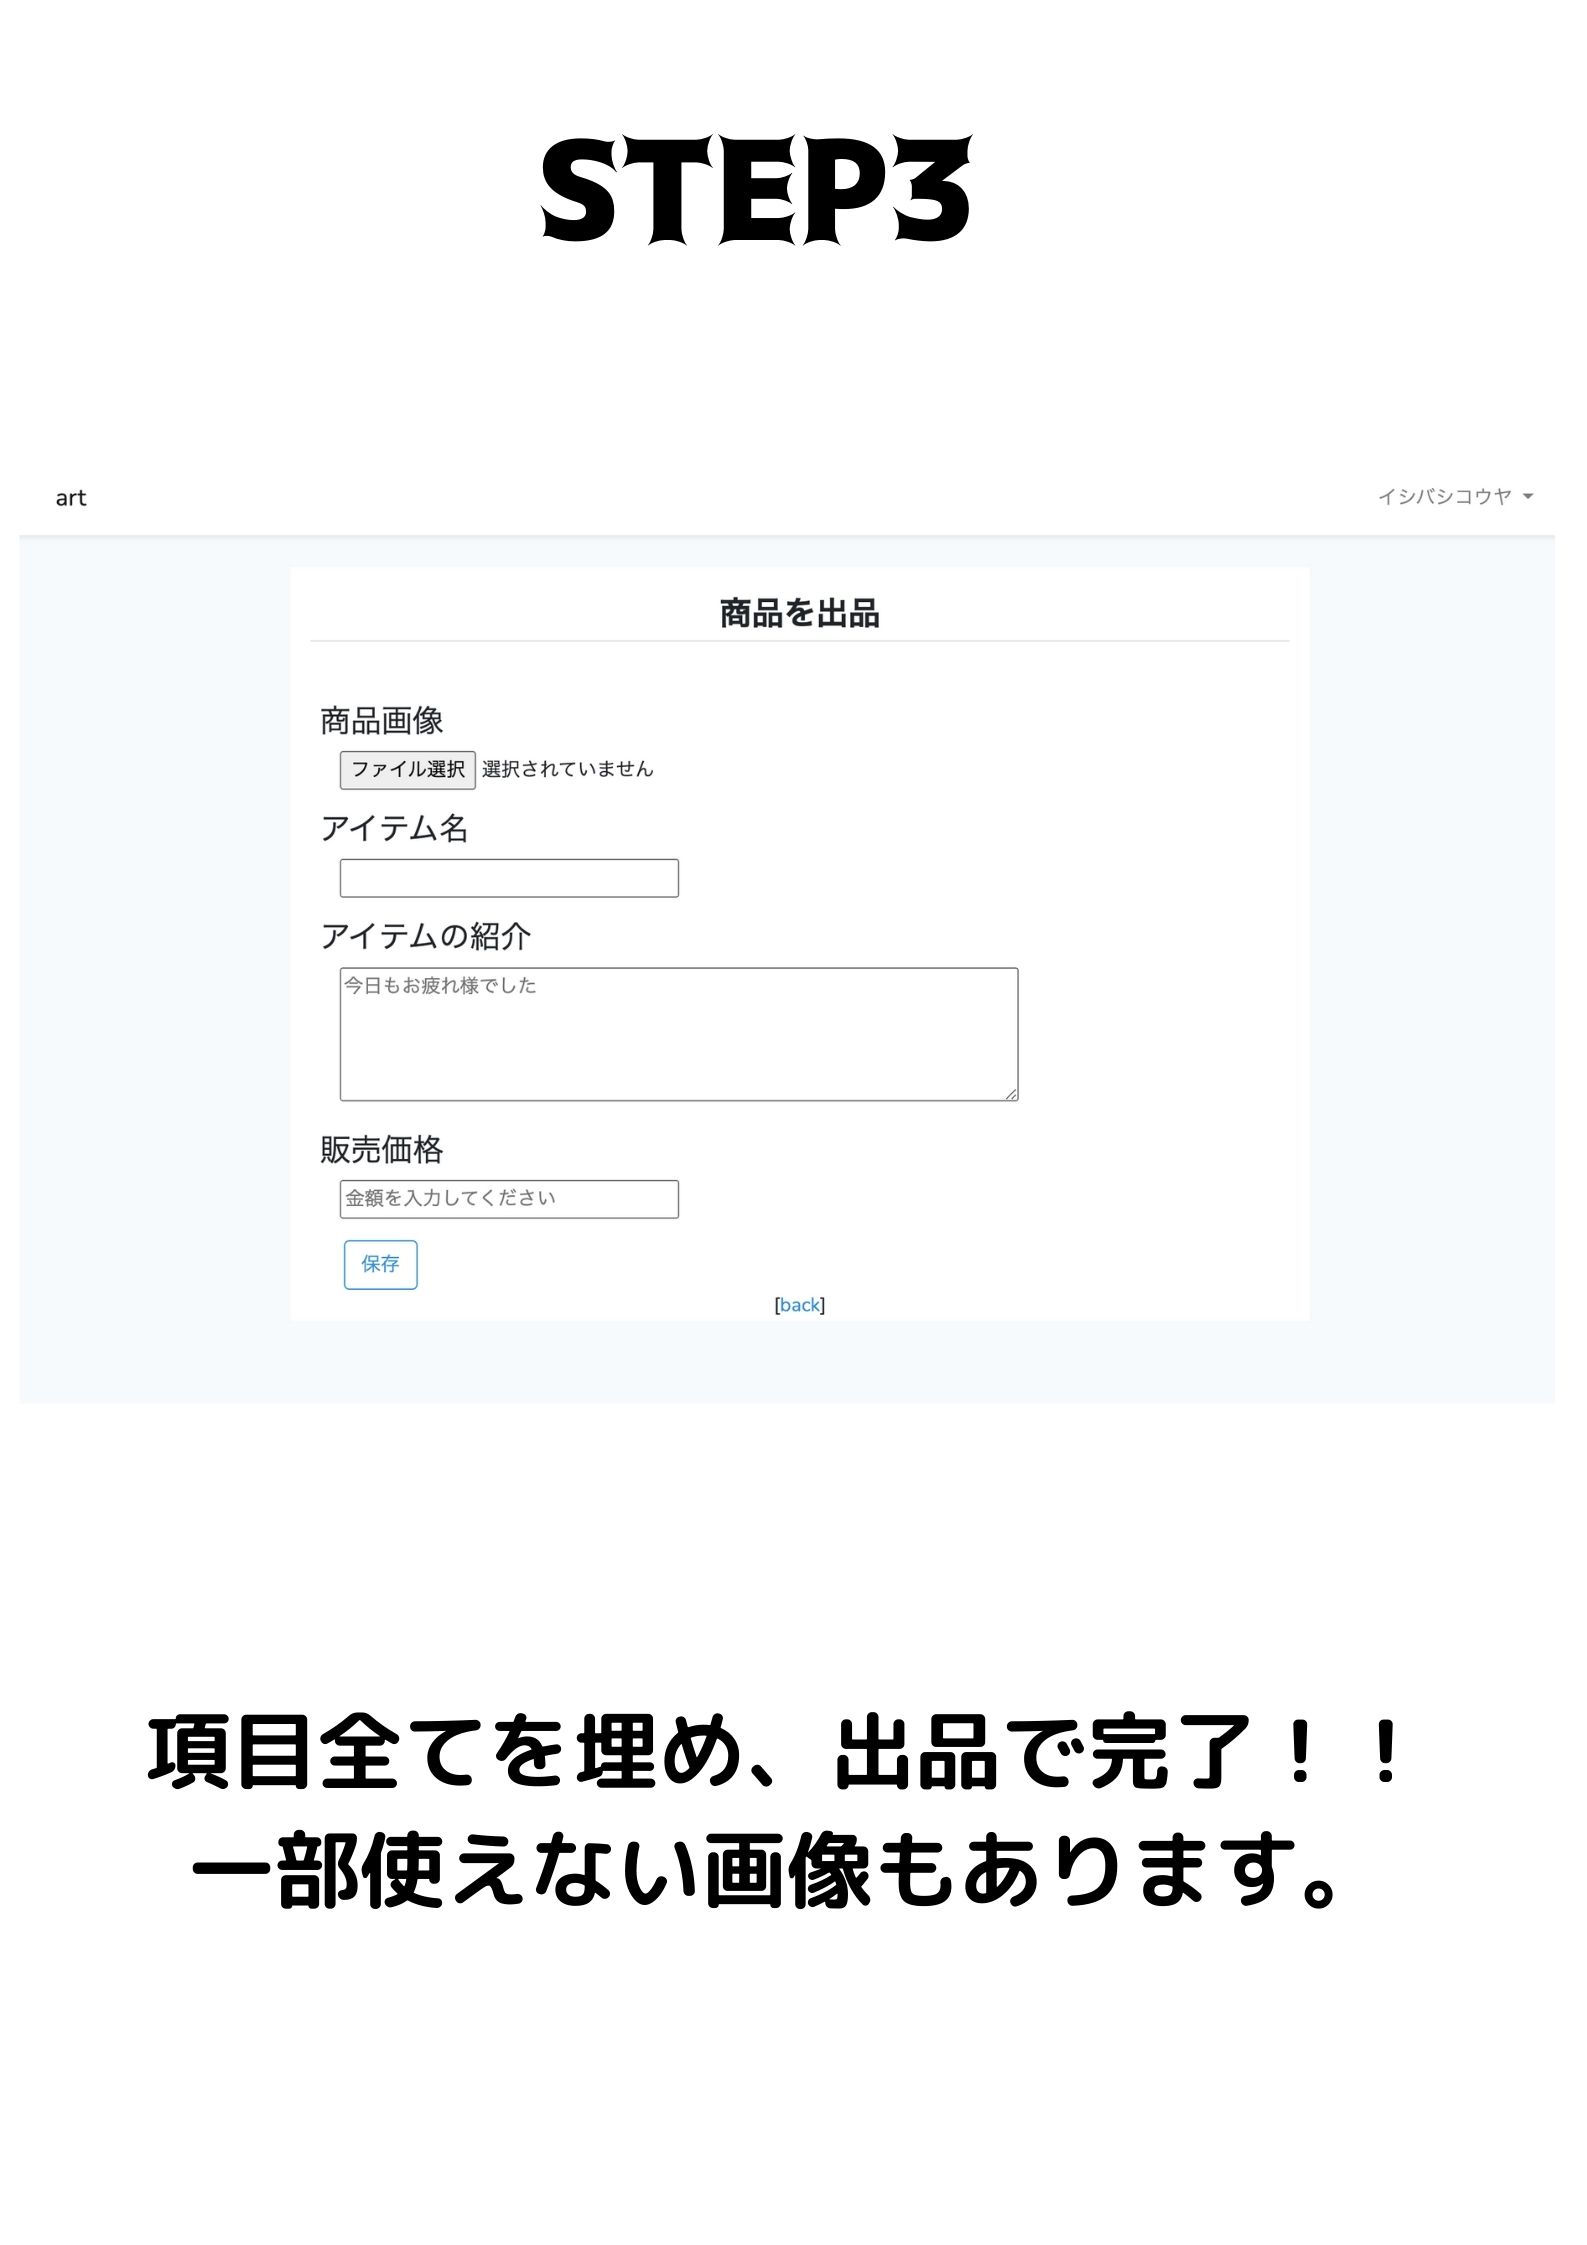 STEP3
art
イシバシコウヤ
商品を出品
商品画像
ファイル選択 選択されていません
アイテム名
アイテムの紹介
今日もお疲れ様でした
販売価格
金額を入力してください
保存
[back]
項目全てを埋め、出品で完了！！
一部使えない画像もあります。